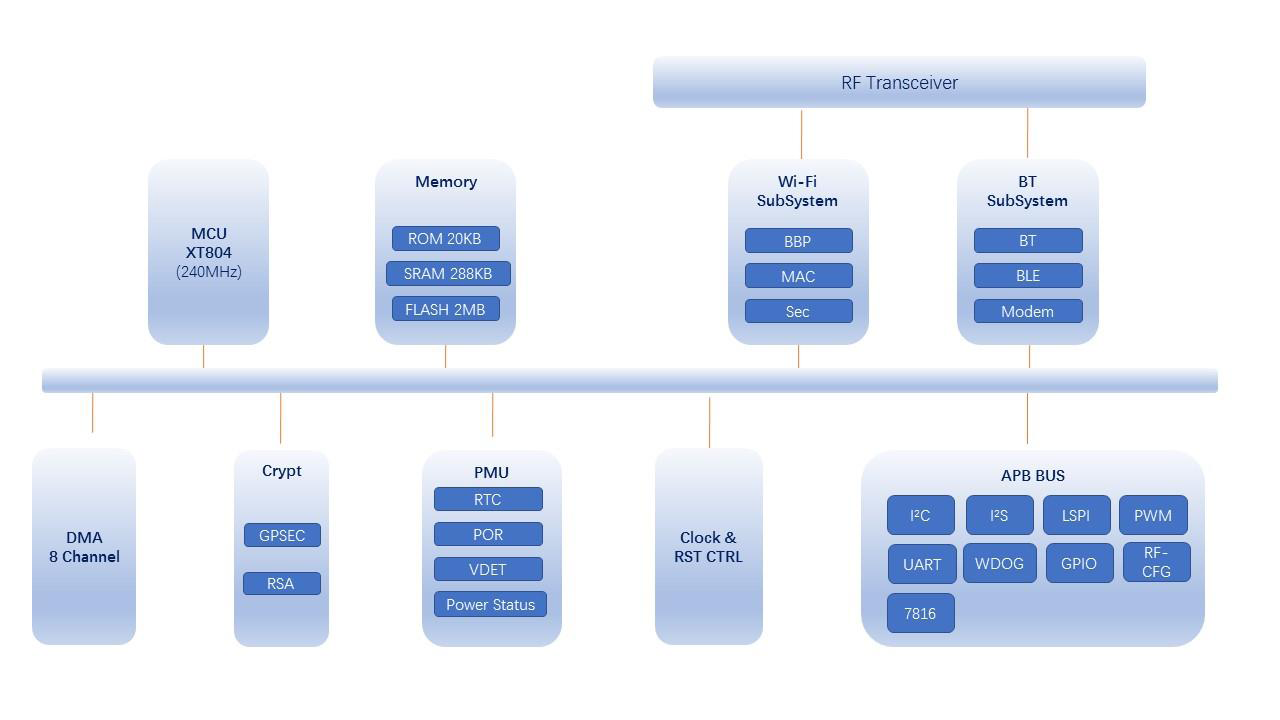 RF Transceiver
MCU
XT804
(240MHz)
Memory
ROM 20KB
SRAM 288KB
FLASH 2MB
Wi-Fi
SubSystem
BBP
MAC
Sec
BT
SubSystem
BT
BLE
Modem
DMA
8 Channel
Crypt
GPSEC
RSA
PMU
RTC
POR
VDET
Power Status
Clock &
RST CTRL
APB BUS
I²C
I²S
LSPI
PWM
UART
WDOG
GPIO
RF-
CFG
7816